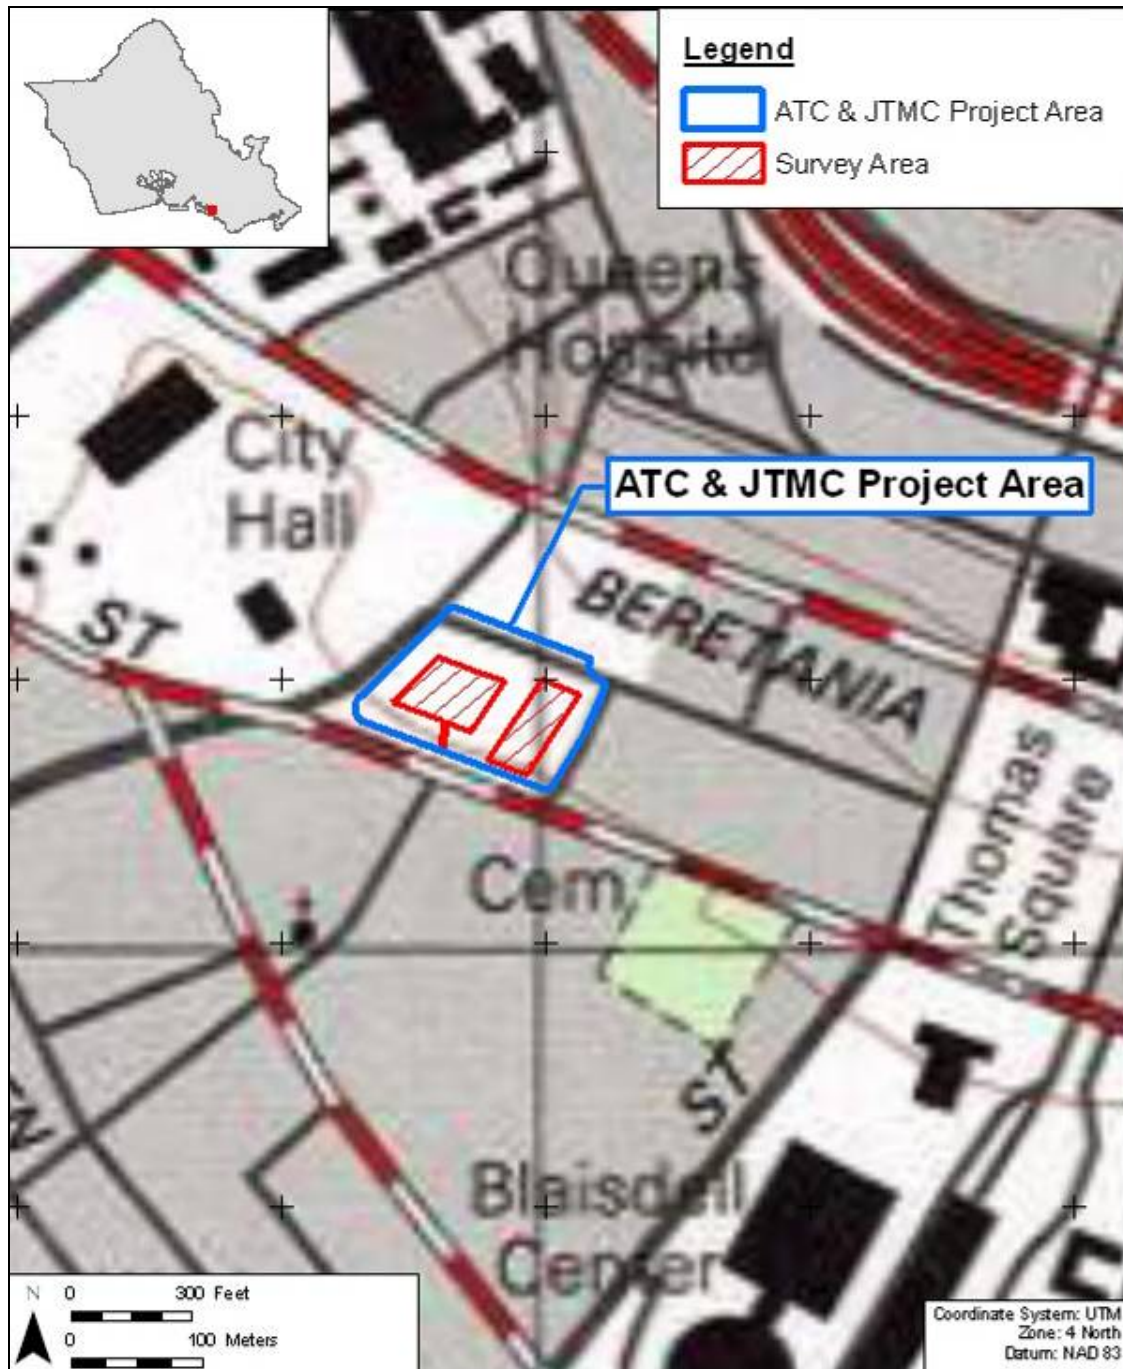 Legend
ATC & JTMC Project Area
Survey Area
Queens
Hospital
City
Hall
ATC & JTMC Project Area
ST
BERETANIA
Thomas
Square
Cem
ST
Blaisdell
Center
N
0 300 Feet
0 100 Meters
Coordinate System: UTM
Zone: 4 North
Datum: NAD 83